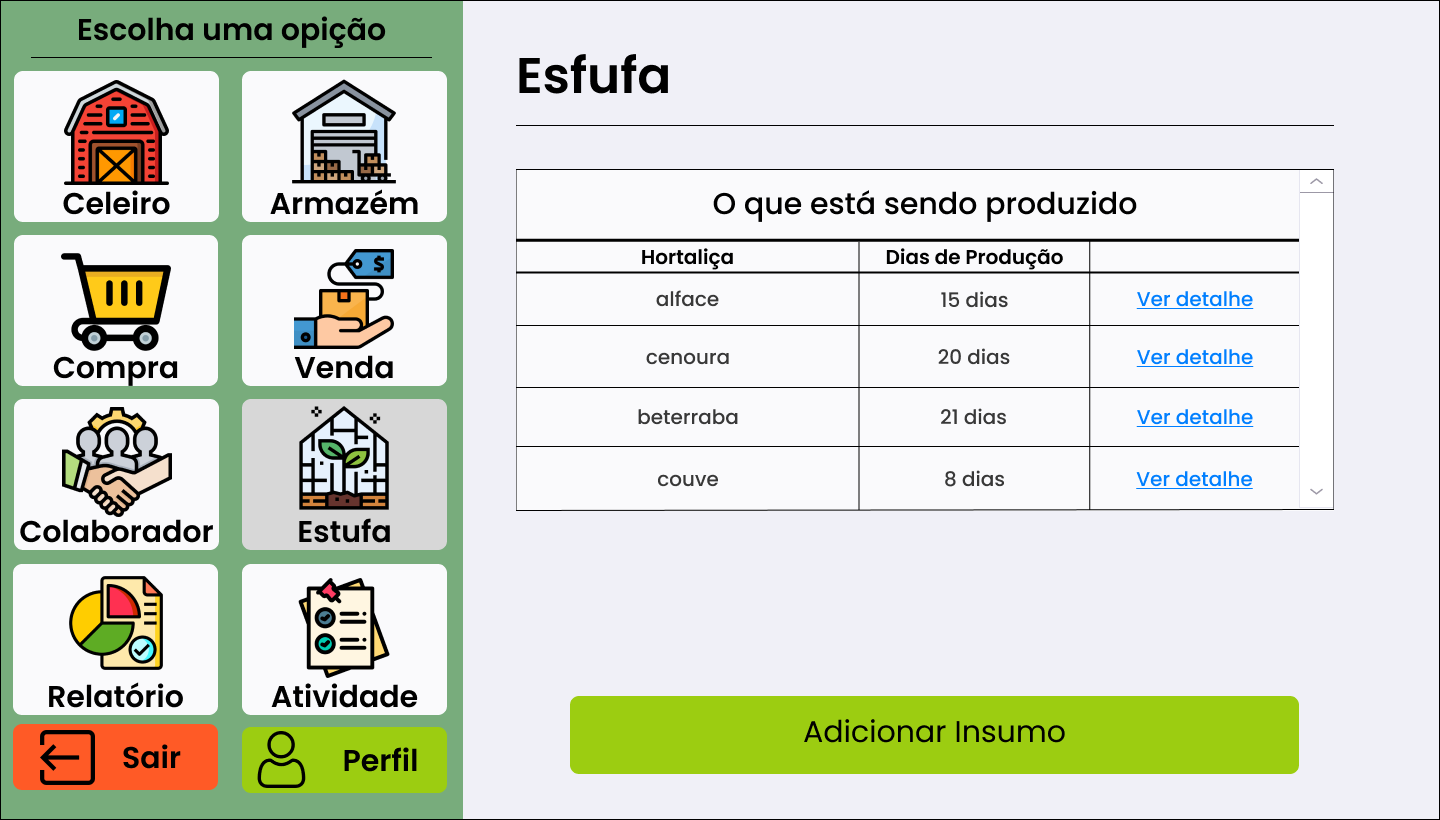 Escolha uma opição
Celeiro
Armazém
Compra
$
Venda
Colaborador
Estufa
Relatório
Atividade
Sair
Perfil
Esfufa
O que está sendo produzido
Hortaliça Dias de Produção
alface 15 dias Ver detalhe
cenoura 20 dias Ver detalhe
beterraba 21 dias Ver detalhe
couve 8 dias Ver detalhe
Adicionar Insumo